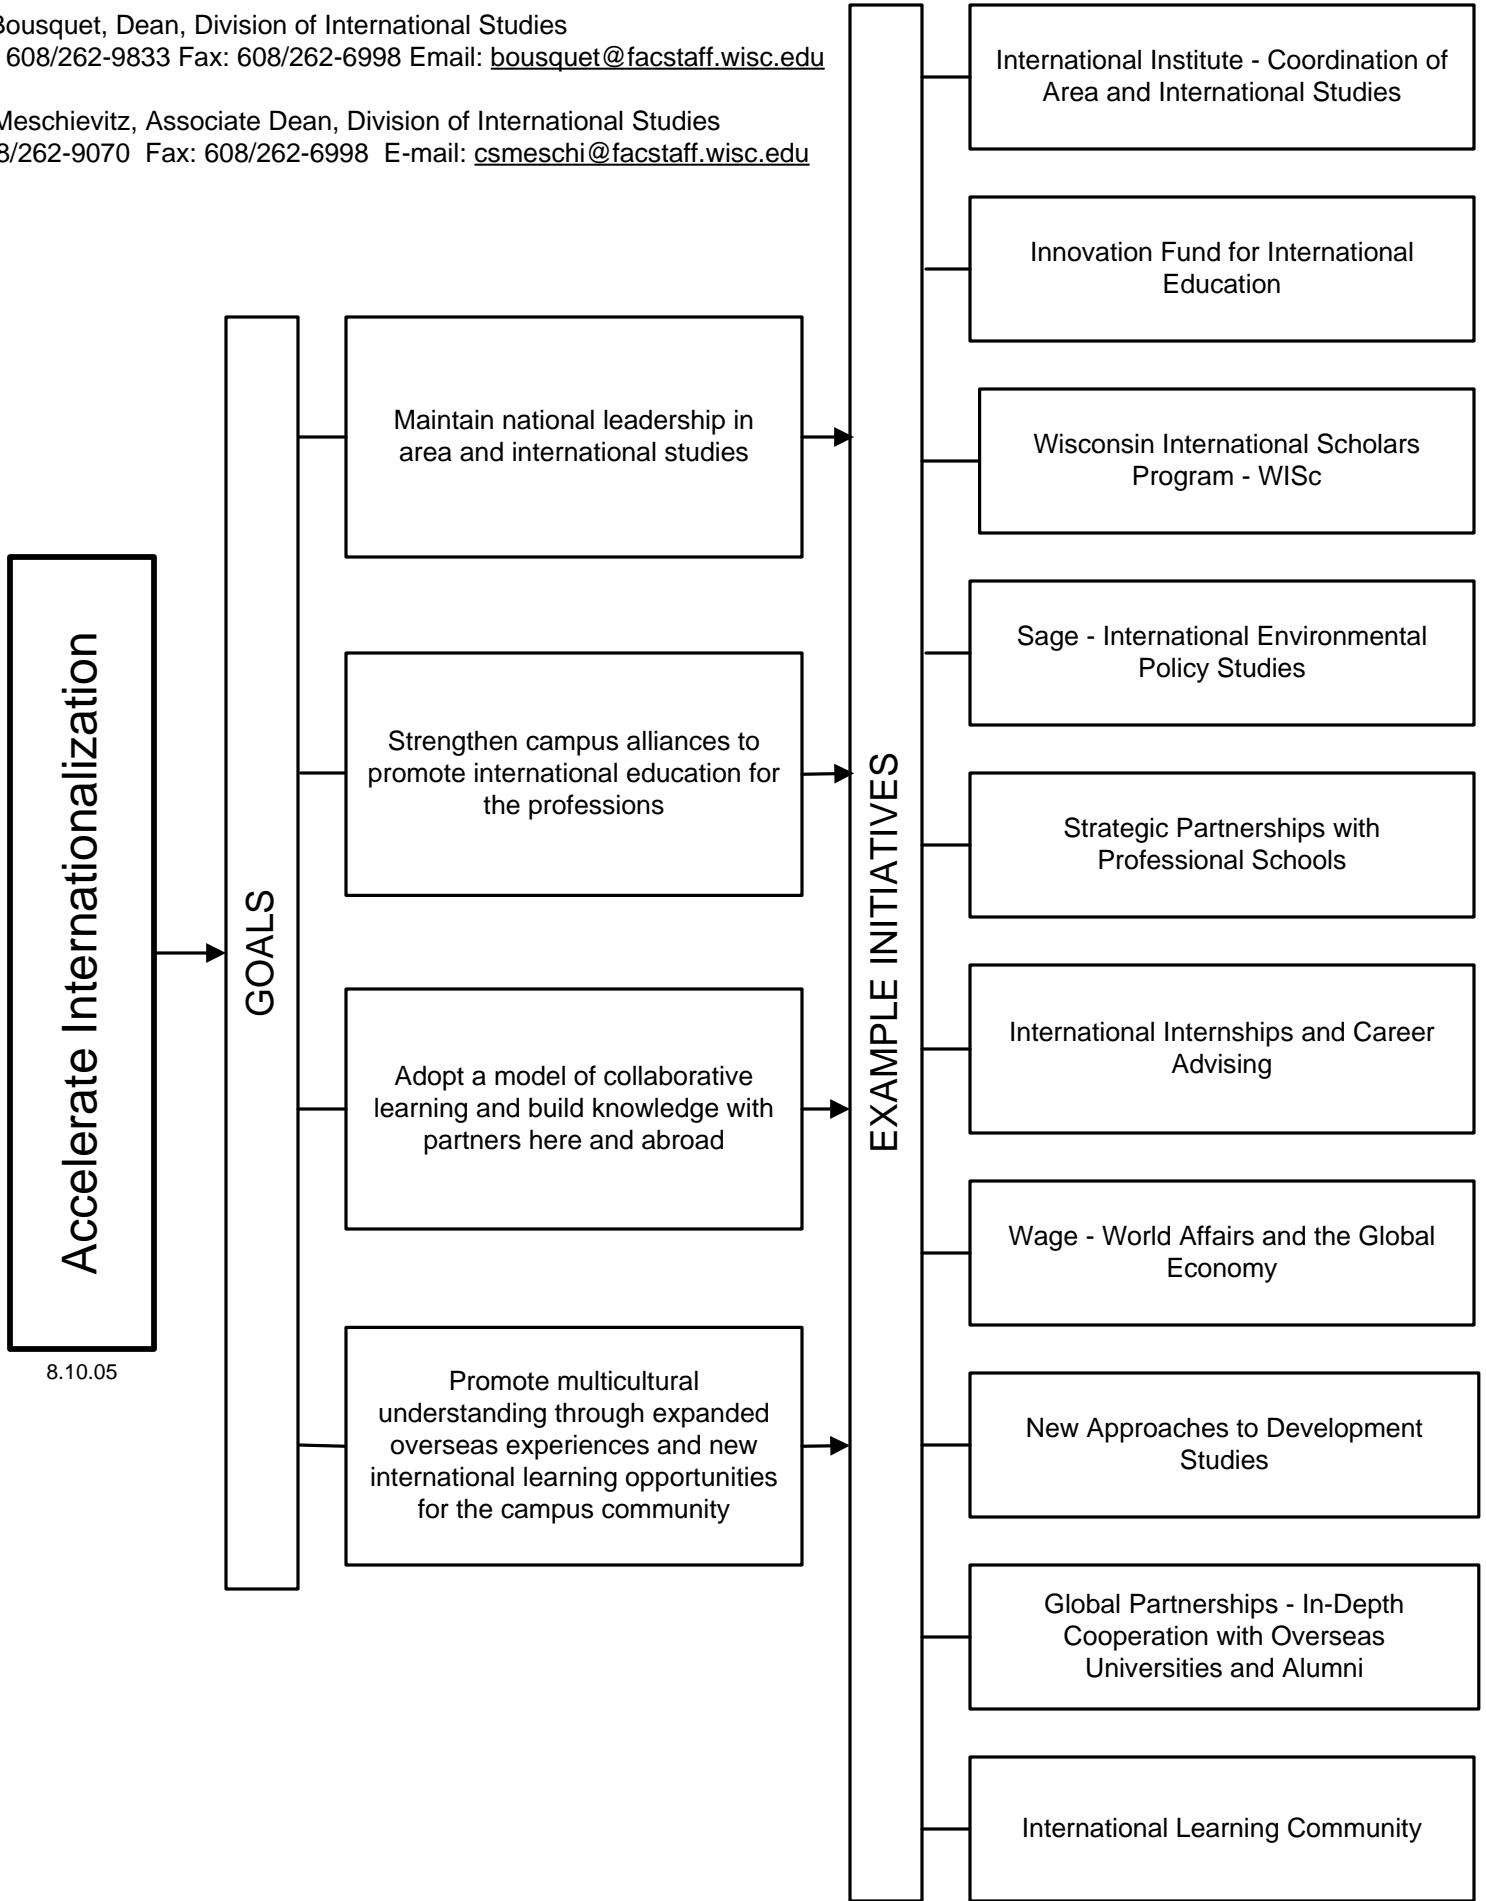 Bousquet, Dean, Division of International Studies
608/262-9833 Fax: 608/262-6998 Email: bousquet@facstaff.wisc.edu
Meschievitz, Associate Dean, Division of International Studies
8/262-9070  Fax: 608/262-6998  E-mail: csmeschi@facstaff.wisc.edu
Accelerate Internationalization
8.10.05
GOALS
Maintain national leadership in
area and international studies
Strengthen campus alliances to
promote international education for
the professions
Adopt a model of collaborative
learning and build knowledge with
partners here and abroad
Promote multicultural
understanding through expanded
overseas experiences and new
international learning opportunities
for the campus community
EXAMPLE INITIATIVES
International Institute - Coordination of
Area and International Studies
Innovation Fund for International
Education
Wisconsin International Scholars
Program - WISc
Sage - International Environmental
Policy Studies
Strategic Partnerships with
Professional Schools
International Internships and Career
Advising
Wage - World Affairs and the Global
Economy
New Approaches to Development
Studies
Global Partnerships - In-Depth
Cooperation with Overseas
Universities and Alumni
International Learning Community